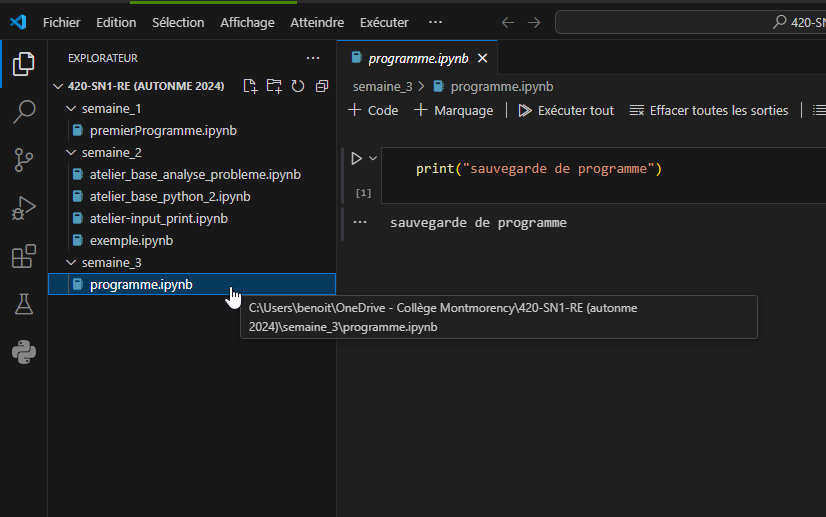 Fichier Edition Sélection Affichage Atteindre Exécuter ··· 420-S
EXPLORATEUR ···
420-SN1-RE (AUTONME 2024)
semaine_1
premierProgramme.ipynb
semaine_2
atelier_base_analyse_probleme.ipynb
atelier_base_python_2.ipynb
atelier-input_print.ipynb
exemple.ipynb
semaine_3
programme.ipynb
programme.ipynb
semaine_3 > programme.ipynb
+ Code + Marquage Exécuter tout Effacer toutes les sorties
print("sauvegarde de programme")
[1]
··· sauvegarde de programme
C:\Users\benoit\OneDrive - Collège Montmorency\420-SN1-RE (autonme
2024)\semaine_3\programme.ipynb